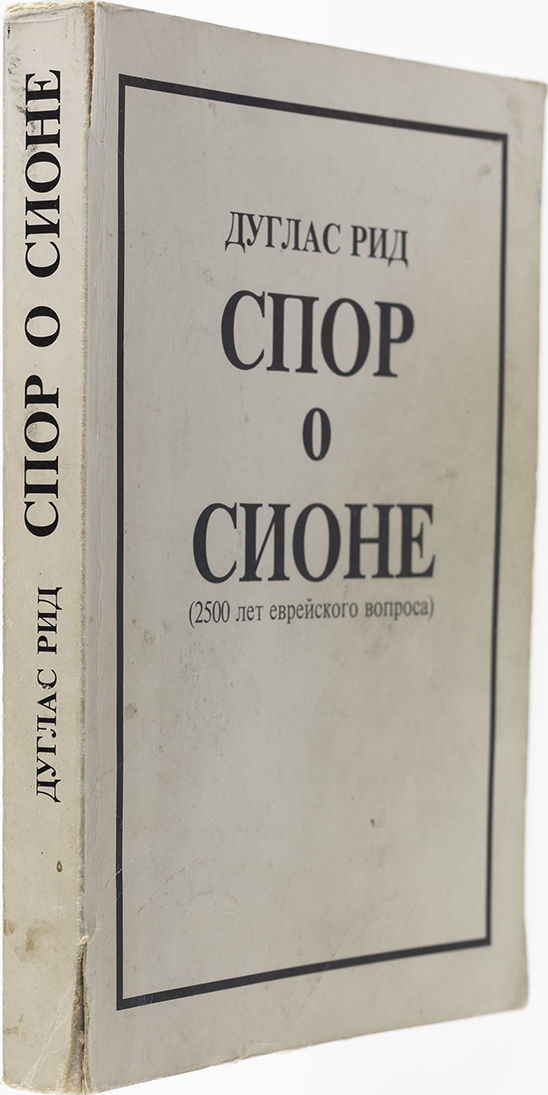 ДУГЛАС РИД СПОР О СИОНЕ
ДУГЛАС РИД
СПОР
О
СИОНЕ
(2500 лет еврейского вопроса)